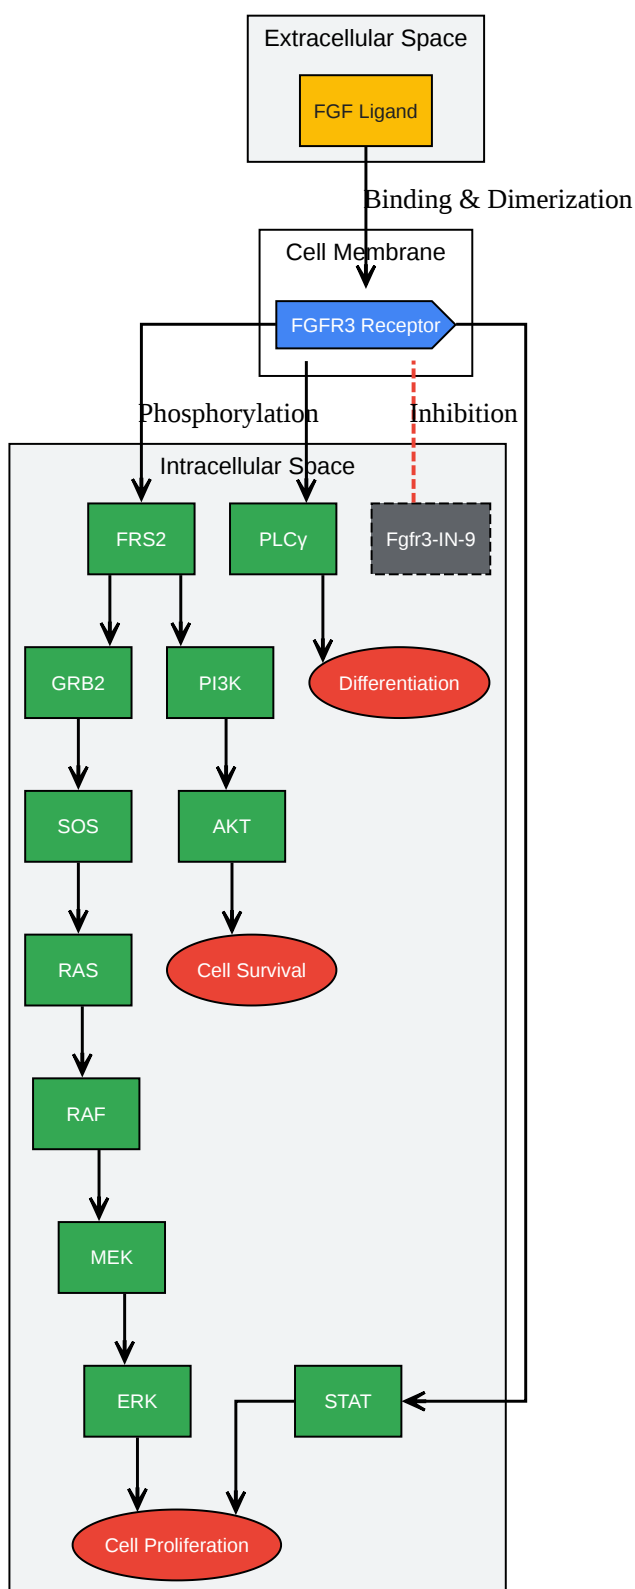 Extracellular Space
FGF Ligand
Binding & Dimerization
Cell Membrane
FGFR3 Receptor
Phosphorylation
Inhibition
Intracellular Space
FRS2
PLCγ
Fgfr3-IN-9
GRB2
PI3K
Differentiation
SOS
AKT
RAS
Cell Survival
RAF
MEK
ERK
STAT
Cell Proliferation